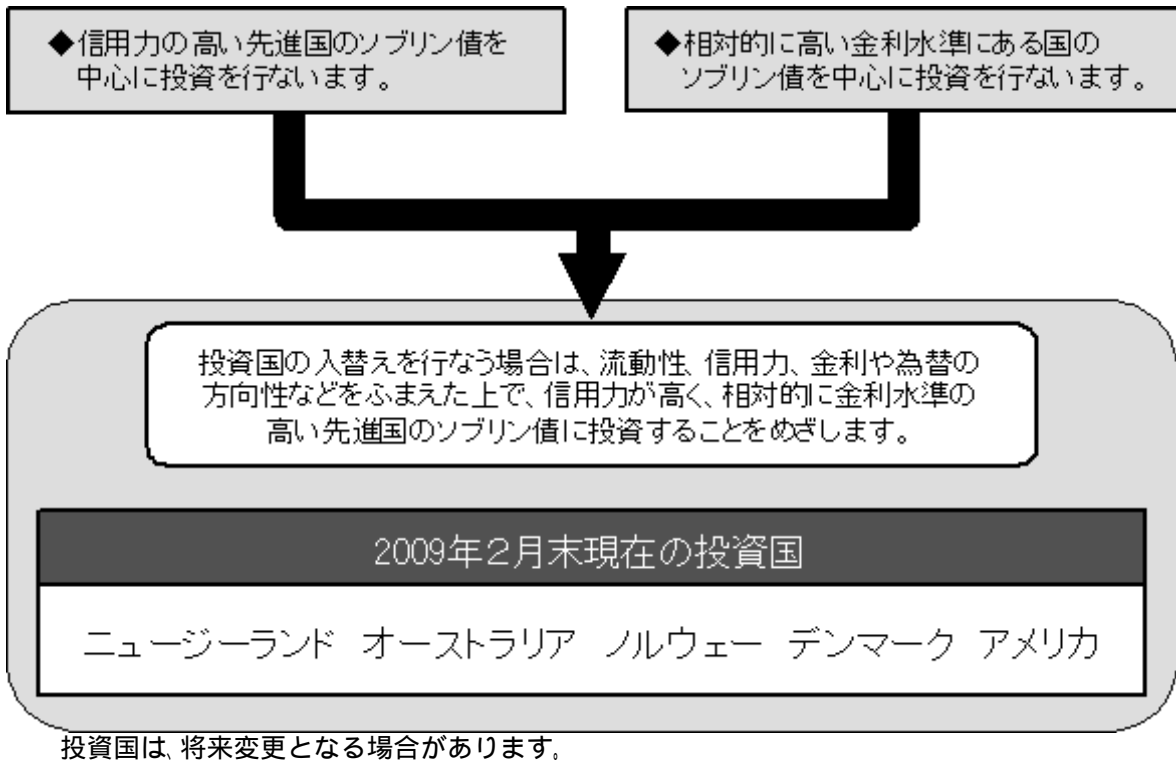 ◆信用力の高い先進国のソブリン債を
中心に投資を行ないます。
◆相対的に高い金利水準にある国の
ソブリン債を中心に投資を行ないます。
投資国の入替えを行なう場合は、流動性、信用力、金利や為替の
方向性などをふまえた上で、信用力が高く、相対的に金利水準の
高い先進国のソブリン債に投資することをめざします。
2009年２月末現在の投資国
ニュージーランド オーストラリア ノルウェー デンマーク アメリカ
投資国は、将来変更となる場合があります。